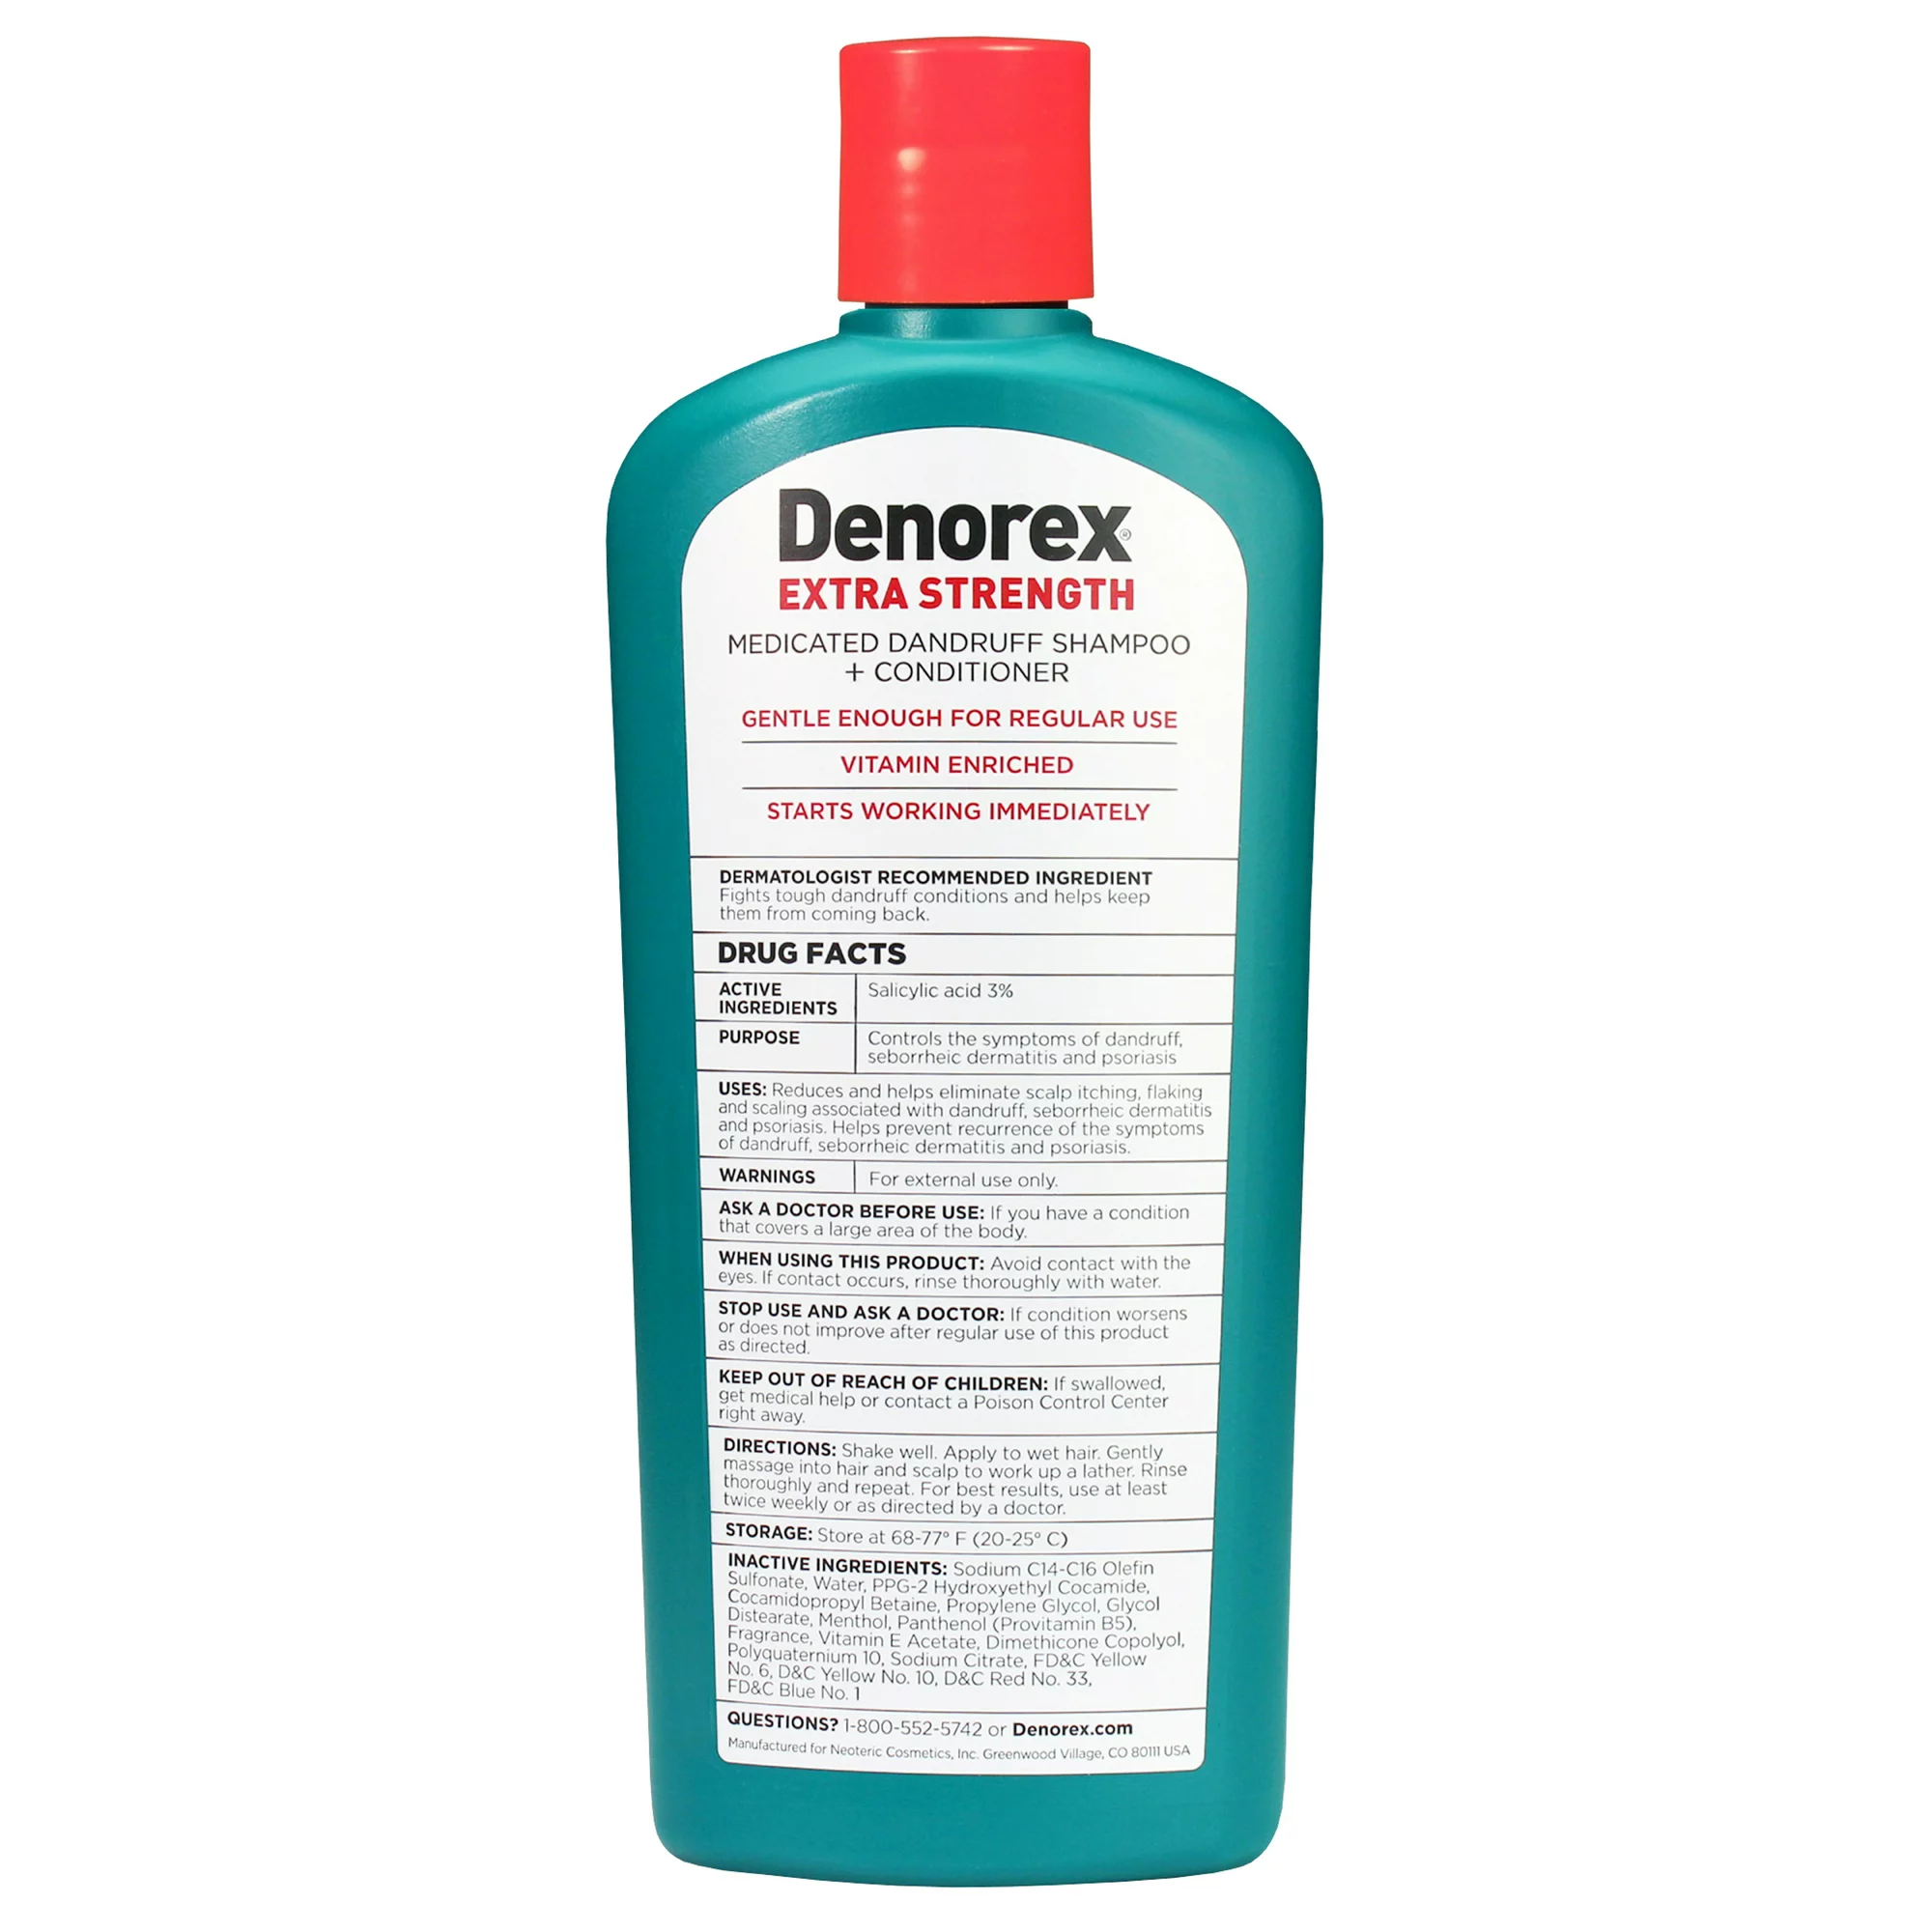 Denorex®
EXTRA STRENGTH
MEDICATED DANDRUFF SHAMPOO
+ CONDITIONER
GENTLE ENOUGH FOR REGULAR USE
VITAMIN ENRICHED
STARTS WORKING IMMEDIATELY
DERMATOLOGIST RECOMMENDED INGREDIENT
Fights tough dandruff conditions and helps keep
them from coming back.
DRUG FACTS
ACTIVE
INGREDIENTS
Salicylic acid 3%
PURPOSE
Controls the symptoms of dandruff,
seborrheic dermatitis and psoriasis
USES: Reduces and helps eliminate scalp itching, flaking
and scaling associated with dandruff, seborrheic dermatitis
and psoriasis. Helps prevent recurrence of the symptoms
of dandruff, seborrheic dermatitis and psoriasis.
WARNINGS
For external use only.
ASK A DOCTOR BEFORE USE: If you have a condition
that covers a large area of the body.
WHEN USING THIS PRODUCT: Avoid contact with the
eyes. If contact occurs, rinse thoroughly with water.
STOP USE AND ASK A DOCTOR: If condition worsens
or does not improve after regular use of this product
as directed.
KEEP OUT OF REACH OF CHILDREN: If swallowed,
get medical help or contact a Poison Control Center
right away.
DIRECTIONS: Shake well. Apply to wet hair. Gently
massage into hair and scalp to work up a lather. Rinse
thoroughly and repeat. For best results, use at least
twice weekly or as directed by a doctor.
STORAGE: Store at 68-77° F (20-25° C)
INACTIVE INGREDIENTS: Sodium C14-C16 Olefin
Sulfonate, Water, PPG-2 Hydroxyethyl Cocamide,
Cocamidopropyl Betaine, Propylene Glycol, Glycol
Distearate, Menthol, Panthenol (Provitamin B5),
Fragrance, Vitamin E Acetate, Dimethicone Copolyol,
Polyquaternium 10, Sodium Citrate, FD&C Yellow
No. 6, D&C Yellow No. 10, D&C Red No. 33,
FD&C Blue No. 1
QUESTIONS? 1-800-552-5742 or Denorex.com
Manufactured for Neoteric Cosmetics, Inc. Greenwood Village, CO 80111 USA